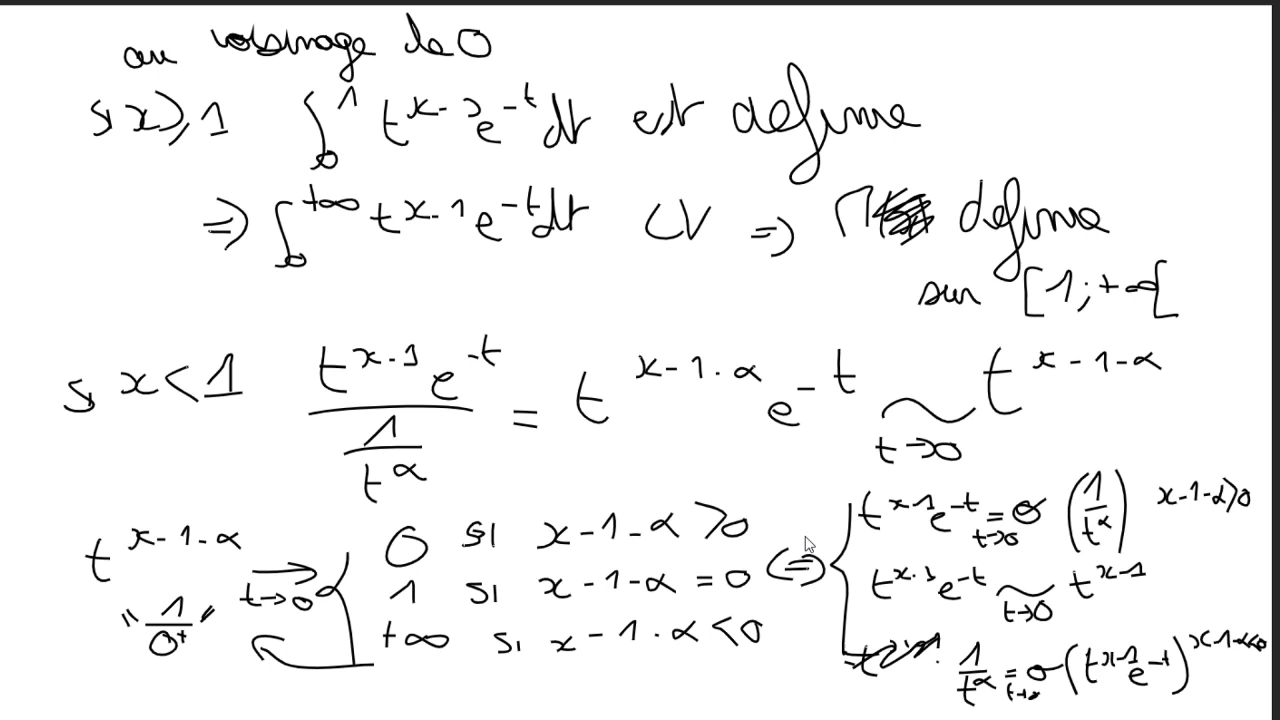 au voisinage de 0
si x ⩾ 1 ∫₀¹ t^{x-1} e^{-t} dt est définie
=> ∫₀^{+∞} t^{x-1} e^{-t} dt CV => Γ définie
sur [1;+∞[
si x < 1 (t^{x-1} e^{-t}) / (1/t^α) = t^{x-1-α} e^{-t} ~_{t→0} t^{x-1-α}
t^{x-1-α} →_{t→0} { 0 si x-1-α > 0
1 si x-1-α = 0
+∞ si x-1-α < 0
"1/0⁺"
<=> { t^{x-1} e^{-t} =_{t→0} o(1/t^α) x-1-α>0
t^{x-1} e^{-t} ~_{t→0} t^{x-1}
1/t^α =_{t→0} o(t^{x-1} e^{-t}) x-1-α<0